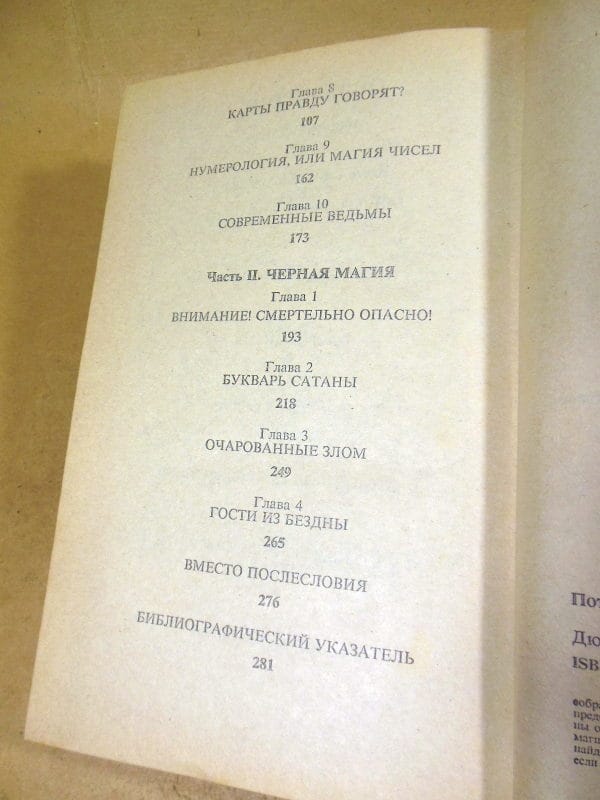 Глава 8
КАРТЫ ПРАВДУ ГОВОРЯТ?
107
Глава 9
НУМЕРОЛОГИЯ, ИЛИ МАГИЯ ЧИСЕЛ
162
Глава 10
СОВРЕМЕННЫЕ ВЕДЬМЫ
173
Часть II. ЧЕРНАЯ МАГИЯ
Глава 1
ВНИМАНИЕ! СМЕРТЕЛЬНО ОПАСНО!
193
Глава 2
БУКВАРЬ САТАНЫ
218
Глава 3
ОЧАРОВАННЫЕ ЗЛОМ
249
Глава 4
ГОСТИ ИЗ БЕЗДНЫ
265
ВМЕСТО ПОСЛЕСЛОВИЯ
276
БИБЛИОГРАФИЧЕСКИЙ УКАЗАТЕЛЬ
281
если